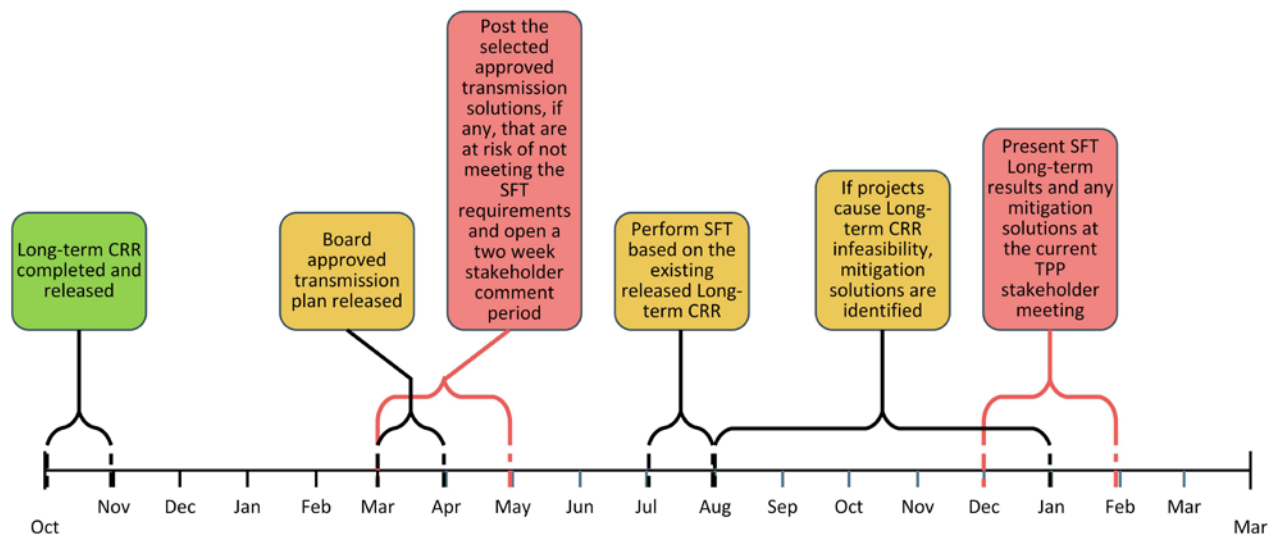 Long-term CRR
completed and
released
Board
approved
transmission
plan released
Post the
selected
approved
transmission
solutions, if
any, that are
at risk of not
meeting the
SFT
requirements
and open a
two week
stakeholder
comment
period
Perform SFT
based on the
existing
released Long-
term CRR
If projects
cause Long-
term CRR
infeasibility,
mitigation
solutions are
identified
Present SFT
Long-term
results and any
mitigation
solutions at
the current
TPP
stakeholder
meeting
Nov Dec Jan Feb Mar Apr May Jun Jul Aug Sep Oct Nov Dec Jan Feb Mar
Oct Mar